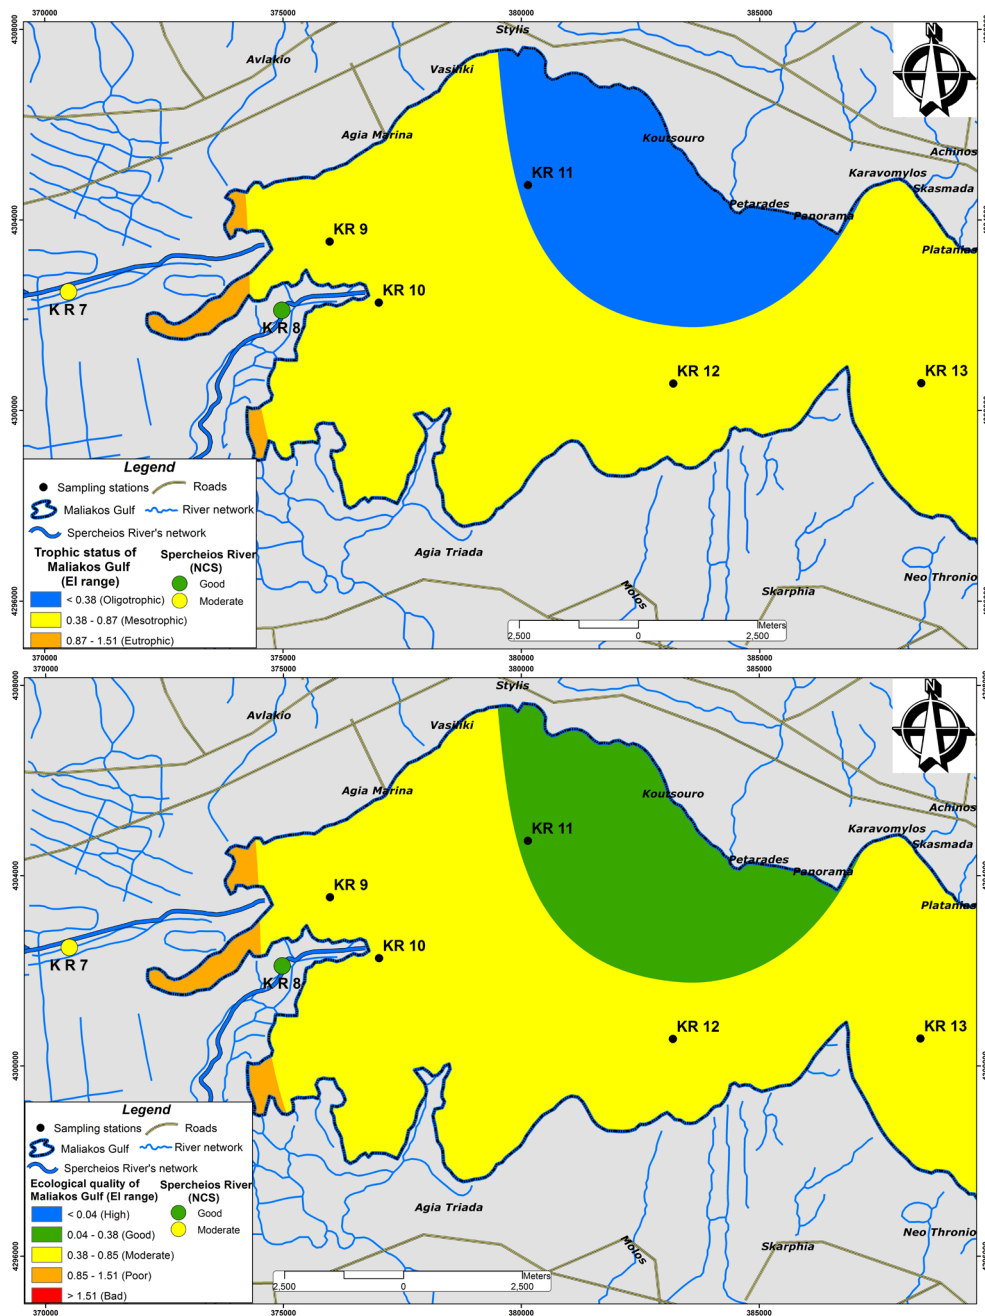 370000 375000 380000 385000
4308000
Stylis
N
Avlakio
Vasiliki
Agia Marina
Koutsouro
Achinos
KR 11
Karavomylos
Skasmada
Petarades
Panorama
4304000
KR 9
Platanias
KR 10
K R 7
K R 8
KR 12
KR 13
4300000
Legend
Sampling stations
Roads
Maliakos Gulf
River network
Spercheios River's network
Agia Triada
Trophic status of
Maliakos Gulf
(EI range)
Spercheios River
(NCS)
Good
Moderate
< 0.38 (Oligotrophic)
0.38 - 0.87 (Mesotrophic)
0.87 - 1.51 (Eutrophic)
Neo Thronio
Skarphia
Molos
4296000
Meters
2,500 0 2,500
370000 375000 380000 385000
370000 375000 380000 385000
4308000
Stylis
N
Avlakio
Vasiliki
Agia Marina
Koutsouro
Achinos
KR 11
Karavomylos
Skasmada
Petarades
Panorama
4304000
KR 9
Platanias
KR 10
K R 7
K R 8
KR 12
KR 13
4300000
Legend
Sampling stations
Roads
Maliakos Gulf
River network
Spercheios River's network
Ecological quality of
Maliakos Gulf (EI range)
Spercheios River
(NCS)
Good
Moderate
< 0.04 (High)
0.04 - 0.38 (Good)
0.38 - 0.85 (Moderate)
0.85 - 1.51 (Poor)
> 1.51 (Bad)
Agia Triada
Neo Thronio
Skarphia
Molos
4296000
Meters
2,500 0 2,500
370000 375000 380000 385000